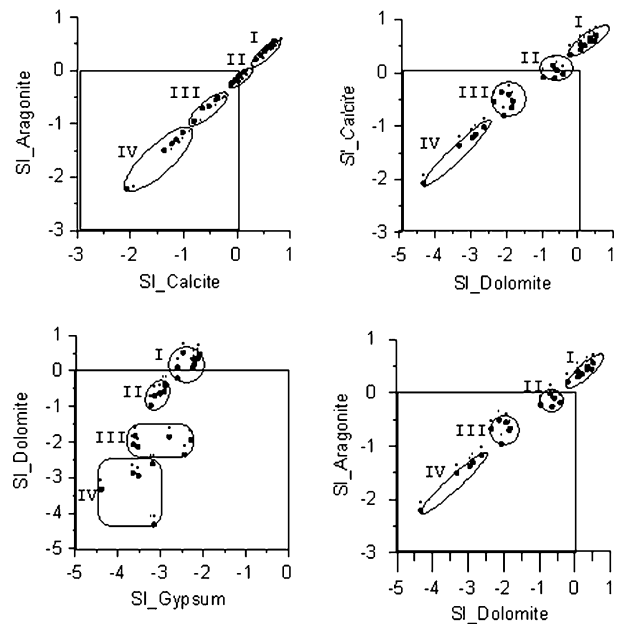 SI_Aragonite
1
0
-1
-2
-3
I
II
III
IV
-3 -2 -1 0 1
SI_Calcite
SI'_Calcite
1
0
-1
-2
-3
I
II
III
IV
-5 -4 -3 -2 -1 0 1
SI_Dolomite
SI_Dolomite
1
0
-1
-2
-3
-4
-5
I
II
III
IV
-5 -4 -3 -2 -1 0
SI_Gypsum
SI_Aragonite
1
0
-1
-2
-3
I
II
III
IV
-5 -4 -3 -2 -1 0 1
SI_Dolomite